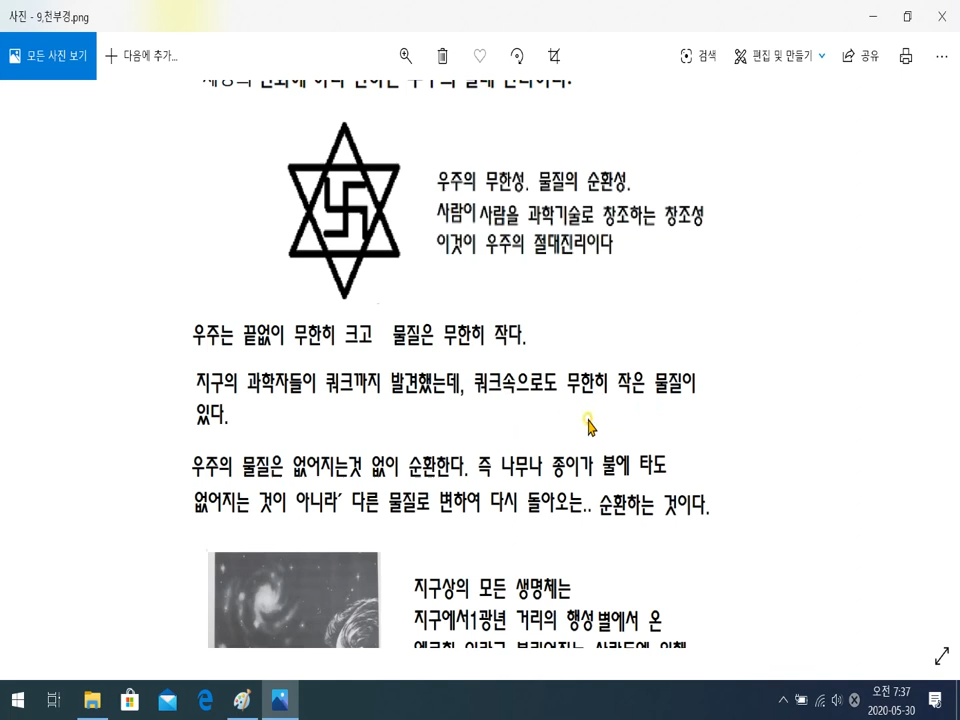 사진 - 9,천부경.png
모든 사진 보기
다음에 추가...
검색
편집 및 만들기
공유
우주의 무한성. 물질의 순환성.
사람이 사람을 과학기술로 창조하는 창조성
이것이 우주의 절대진리이다
우주는 끝없이 무한히 크고 물질은 무한히 작다.
지구의 과학자들이 쿼크까지 발견했는데, 쿼크속으로도 무한히 작은 물질이
있다.
우주의 물질은 없어지는것 없이 순환한다. 즉 나무나 종이가 불에 타도
없어지는 것이 아니라´ 다른 물질로 변하여 다시 돌아오는.. 순환하는 것이다.
지구상의 모든 생명체는
지구에서1광년 거리의 행성 별에서 온
오전 7:37
2020-05-30